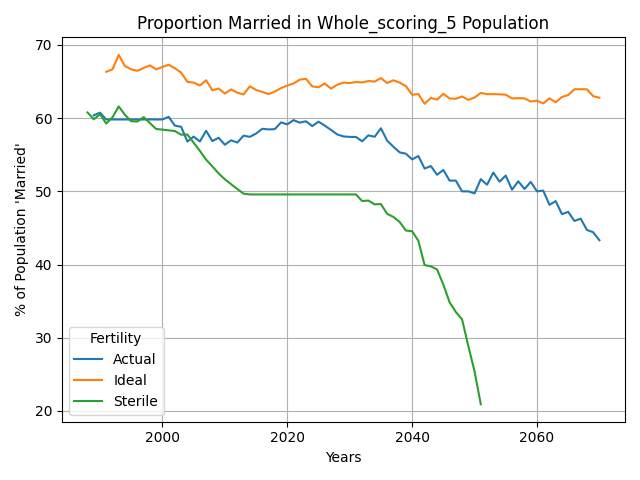 Proportion Married in Whole_scoring_5 Population
% of Population 'Married'
70
60
50
40
30
20
Fertility
Actual
Ideal
Sterile
2000 2020 2040 2060
Years